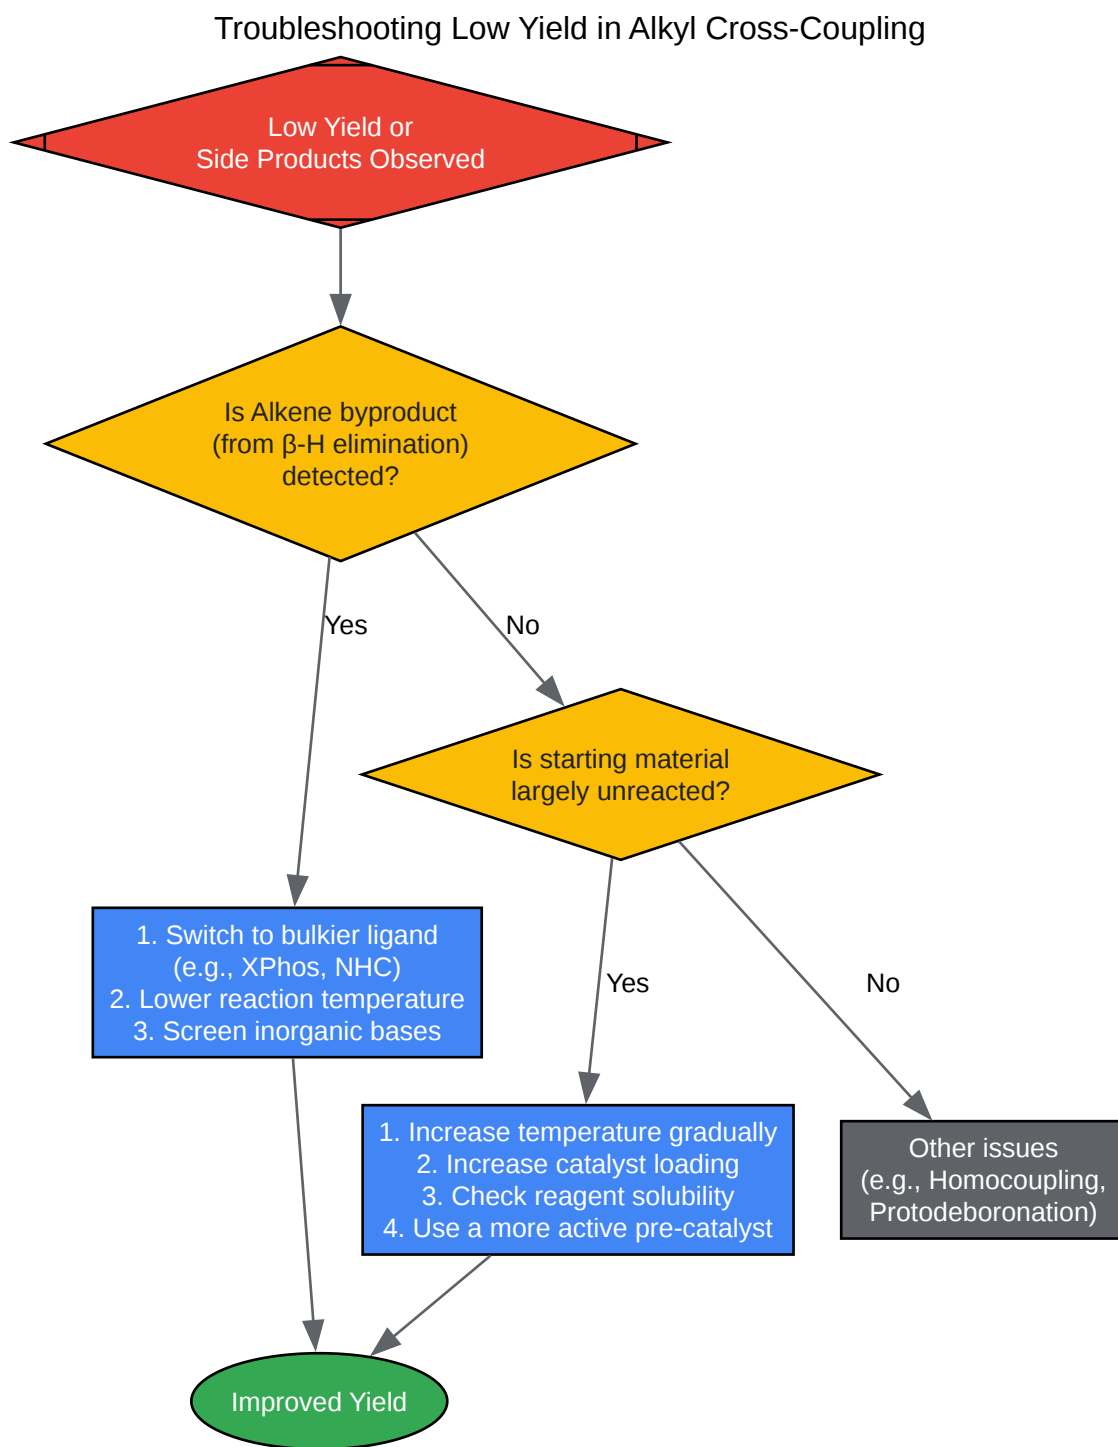 Troubleshooting Low Yield in Alkyl Cross-Coupling
Low Yield or
Side Products Observed
Is Alkene byproduct
(from β-H elimination)
detected?
Yes
No
Is starting material
largely unreacted?
1. Switch to bulkier ligand
(e.g., XPhos, NHC)
2. Lower reaction temperature
3. Screen inorganic bases
Yes
No
1. Increase temperature gradually
2. Increase catalyst loading
3. Check reagent solubility
4. Use a more active pre-catalyst
Other issues
(e.g., Homocoupling,
Protodeboronation)
Improved Yield